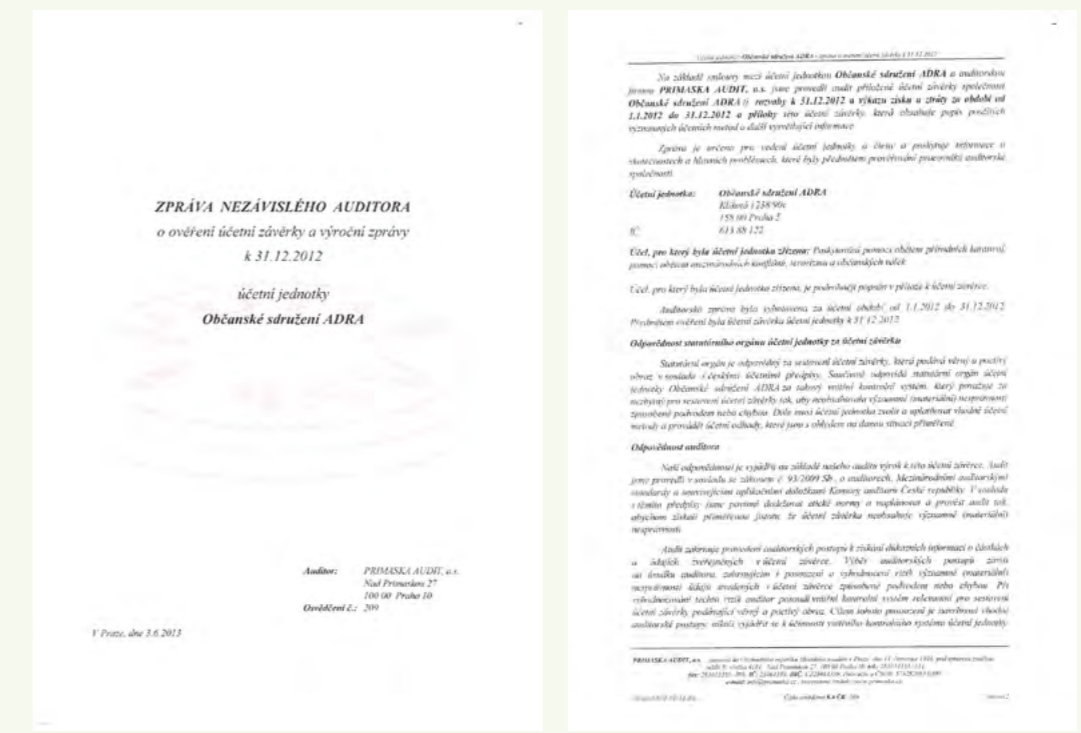 ZPRÁVA NEZÁVISLÉHO AUDITORA
o ověření účetní závěrky a výroční zprávy
k 31.12.2012
účetní jednotky
Občanské sdružení ADRA
Auditor: PRIMASKA AUDIT, a.s.
Nad Primaskou 27
100 00 Praha 10
Osvědčení č.: 209
V Praze, dne 3.6.2013
Na základě smlouvy mezi účetní jednotkou Občanské sdružení ADRA a auditorskou
firmou PRIMASKA AUDIT, a.s. jsme provedli audit přiložené účetní závěrky společnosti
Občanské sdružení ADRA tj. rozvahy k 31.12.2012 a výkazu zisku a ztráty za období od
1.1.2012 do 31.12.2012 a přílohy této účetní závěrky, která obsahuje popis použitých
významných účetních metod a další vysvětlující informace.
Zpráva je určena pro vedení účetní jednotky a členy a poskytuje informace o
skutečnostech a hlavních problémech, které byly předmětem prověřování pracovníků auditorské
společnosti.
Účetní jednotka: Občanské sdružení ADRA
Klikatá 1238/90c
158 00 Praha 5
IČ: 613 88 122
Účel, pro který byla účetní jednotka zřízena: Poskytování pomoci obětem přírodních katastrof,
pomoci obětem mezinárodních konfliktů, terorizmu a občanských válek.
Účel, pro který byla účetní jednotka zřízena, je podrobněji popsán v příloze k účetní závěrce.
Auditorská zpráva byla vyhotovena za účetní období od 1.1.2012 do 31.12.2012.
Předmětem ověření byla účetní závěrka účetní jednotky k 31.12.2012.
Odpovědnost statutárního orgánu účetní jednotky za účetní závěrku
Statutární orgán je odpovědný za sestavení účetní závěrky, která podává věrný a poctivý
obraz v souladu s českými účetními předpisy. Současně odpovídá statutární orgán účetní
jednotky Občanské sdružení ADRA za takový vnitřní kontrolní systém, který považuje za
nezbytný pro sestavení účetní závěrky tak, aby neobsahovala významné (materiální) nesprávnosti
způsobené podvodem nebo chybou. Dále musí účetní jednotka zvolit a uplatňovat vhodné účetní
metody a provádět účetní odhady, které jsou s ohledem na danou situaci přiměřené.
Odpovědnost auditora
Naší odpovědností je vyjádřit na základě našeho auditu výrok k této účetní závěrce. Audit
jsme provedli v souladu se zákonem č. 93/2009 Sb., o auditorech, Mezinárodními auditorskými
standardy a souvisejícími aplikačními doložkami Komory auditorů České republiky. V souladu
s těmito předpisy jsme povinni dodržovat etické normy a naplánovat a provést audit tak,
abychom získali přiměřenou jistotu, že účetní závěrka neobsahuje významné (materiální)
nesprávnosti.
Audit zahrnuje provedení auditorských postupů k získání důkazních informací o částkách
a údajích zveřejněných v účetní závěrce. Výběr auditorských postupů závisí
na úsudku auditora, zahrnujícím i posouzení a vyhodnocení rizik významné (materiální)
nesprávnosti údajů uvedených v účetní závěrce způsobené podvodem nebo chybou. Při
vyhodnocování těchto rizik auditor posoudí vnitřní kontrolní systém relevantní pro sestavení
účetní závěrky podávající věrný a poctivý obraz. Cílem tohoto posouzení je navrhnout vhodné
auditorské postupy, nikoli vyjádřit se k účinnosti vnitřního kontrolního systému účetní jednotky.
PRIMASKA AUDIT, a.s.